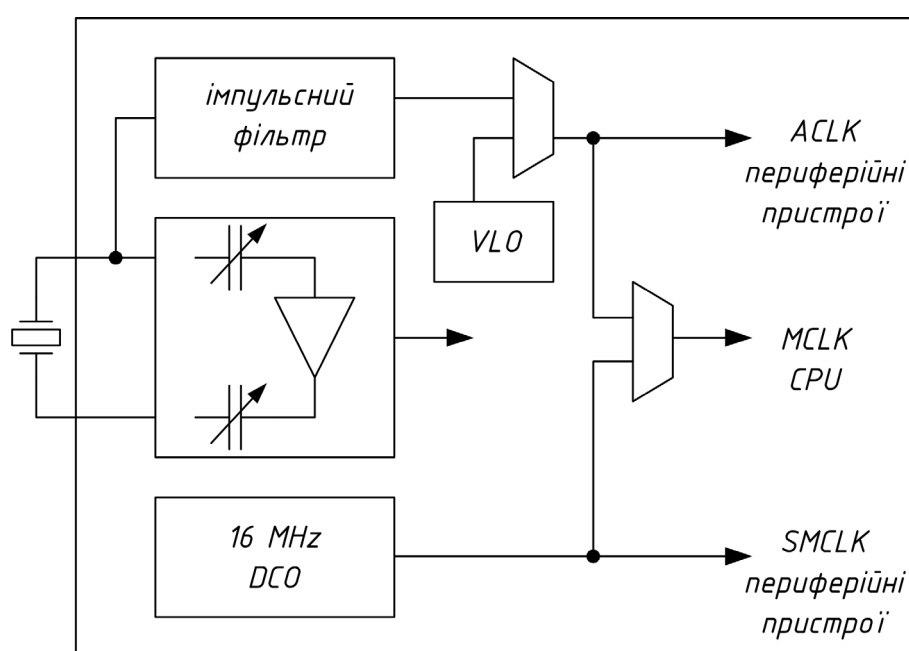 імпульсний
фільтр
VLO
ACLK
периферійні
пристрої
MCLK
CPU
16 MHz
DCO
SMCLK
периферійні
пристрої